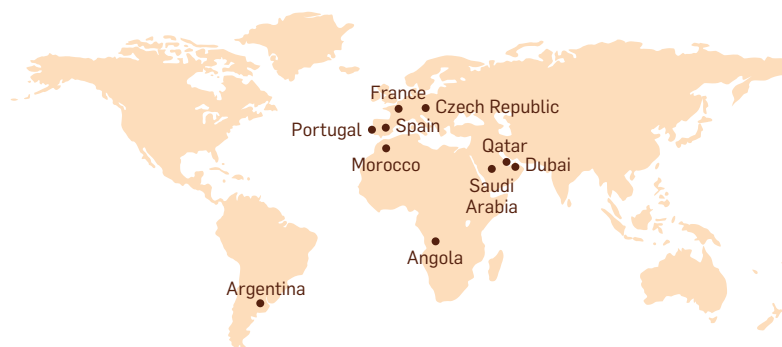 France
Czech Republic
Portugal
Spain
Morocco
Qatar
Dubai
Saudi
Arabia
Angola
Argentina